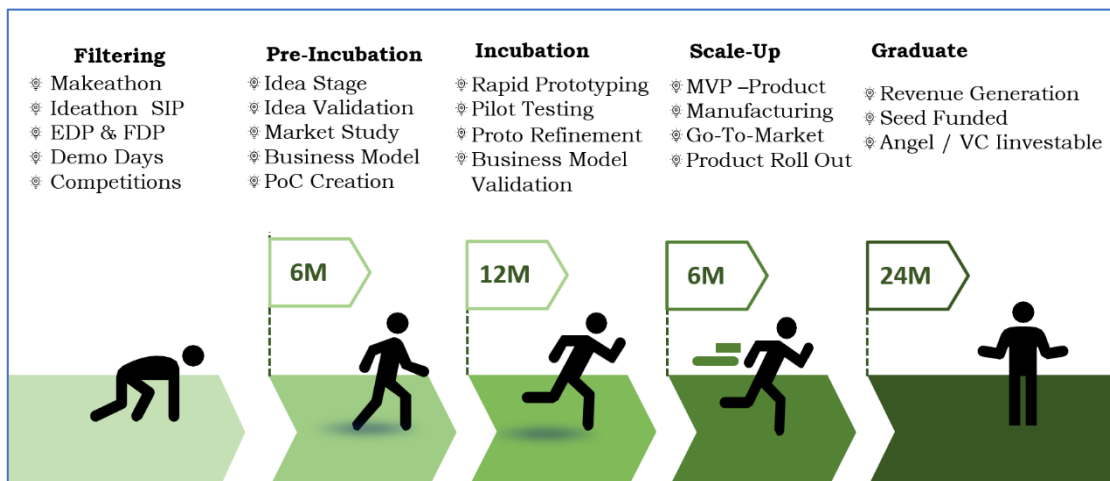 Filtering
Makeathon
Ideathon SIP
EDP & FDP
Demo Days
Competitions
Pre-Incubation
Idea Stage
Idea Validation
Market Study
Business Model
PoC Creation
Incubation
Rapid Prototyping
Pilot Testing
Proto Refinement
Business Model
Validation
Scale-Up
MVP –Product
Manufacturing
Go-To-Market
Product Roll Out
Graduate
Revenue Generation
Seed Funded
Angel / VC Iinvestable
6M
12M
6M
24M